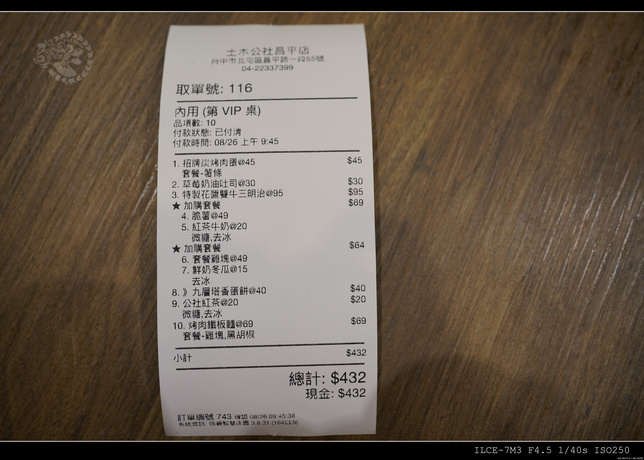 土木公社昌平店
台中市北屯區昌平路一段55號
04-22337399
取單號: 116
內用 (第 VIP 桌)
品項數: 10
付款狀態: 已付清
付款時間: 08/26 上午 9:45
1. 招牌炭烤肉蛋@45 $45
套餐-薯條
2. 草莓奶油吐司@30 $30
3. 特製花醬雙牛三明治@95 $95
★ 加購套餐 $69
4. 脆薯@49
5. 紅茶牛奶@20
微糖,去冰
★ 加購套餐 $64
6. 套餐雞塊@49
7. 鮮奶冬瓜@15
去冰
8. 》九層塔香蛋餅@40 $40
9. 公社紅茶@20 $20
微糖,去冰
10. 烤肉鐵板麵@69 $69
套餐-雞塊,黑胡椒
小計 $432
總計: $432
現金: $432
訂單編號 743 確認 08/26 09:45:38
ILCE-7M3 F4.5 1/40s ISO250